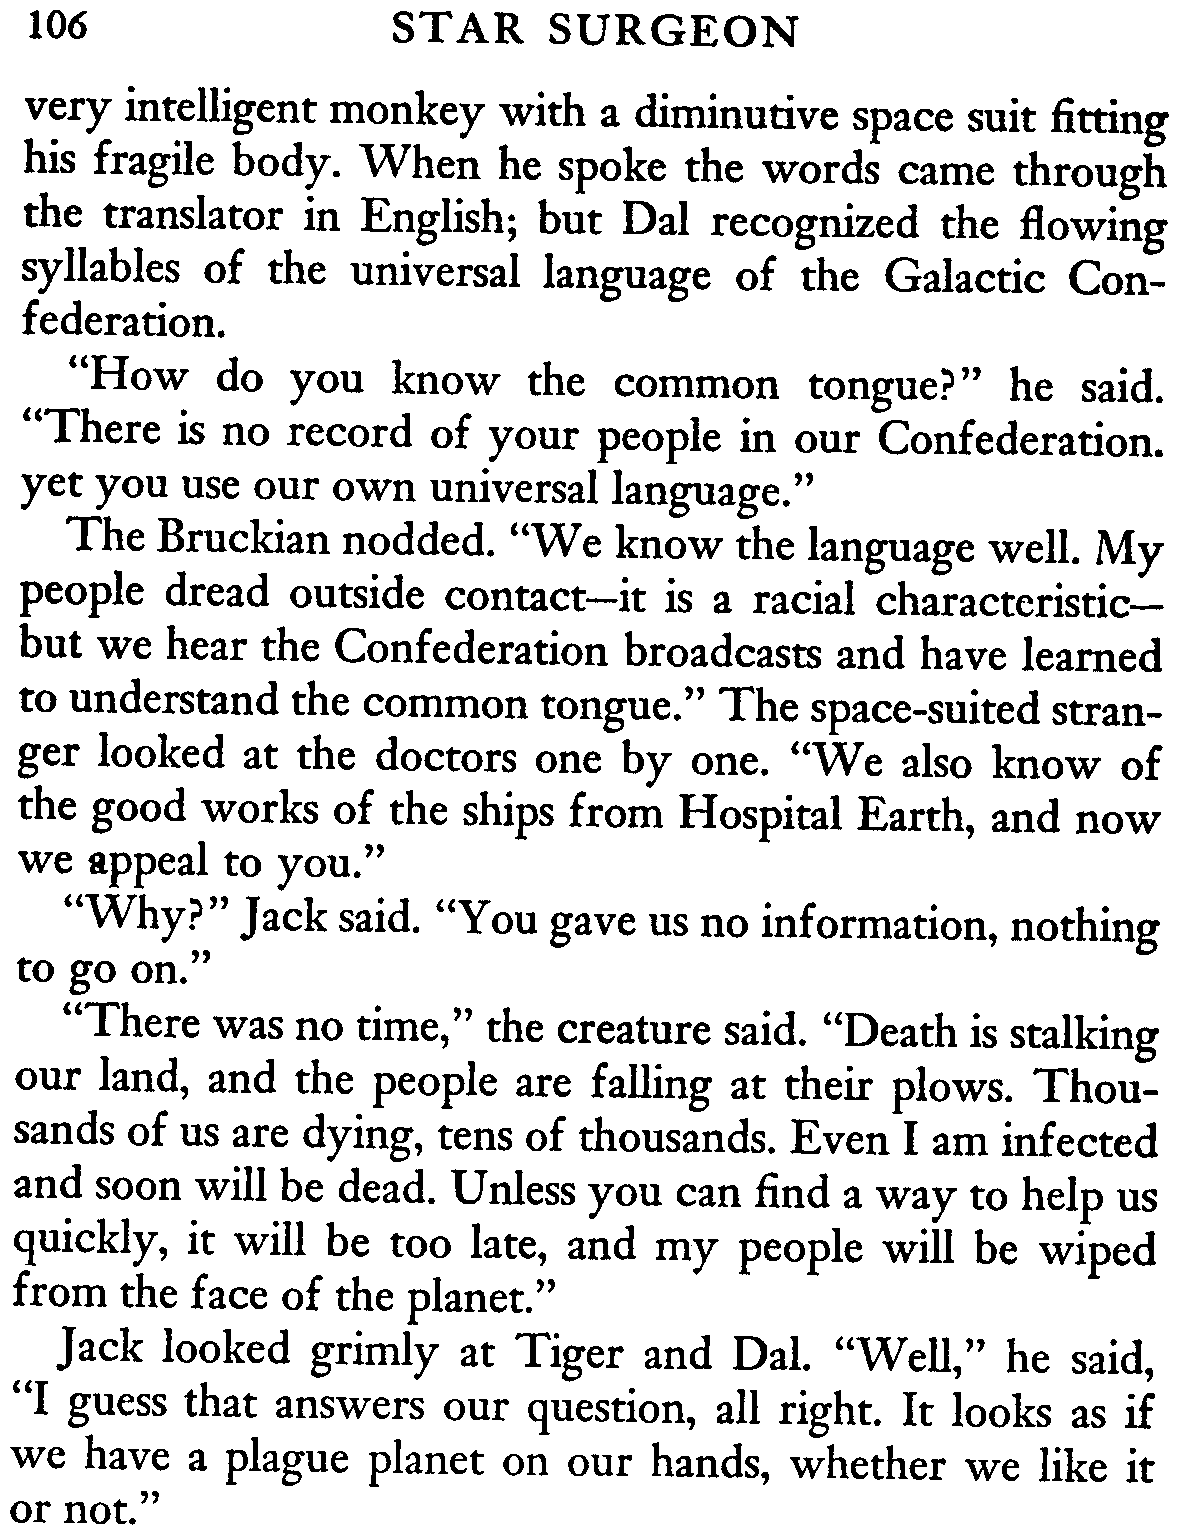 106 STAR SURGEON
very intelligent monkey with a diminutive space suit fitting
his fragile body. When he spoke the words came through
the translator in English; but Dal recognized the flowing
syllables of the universal language of the Galactic Con-
federation.
“How do you know the common tongue?” he said.
“There is no record of your people in our Confederation.
yet you use our own universal language.”
The Bruckian nodded. “We know the language well. My
people dread outside contact—it is a racial characteristic—
but we hear the Confederation broadcasts and have learned
to understand the common tongue.” The space-suited stran-
ger looked at the doctors one by one. “We also know of
the good works of the ships from Hospital Earth, and now
we appeal to you.”
“Why?” Jack said. “You gave us no information, nothing
to go on.”
“There was no time,” the creature said. “Death is stalking
our land, and the people are falling at their plows. Thou-
sands of us are dying, tens of thousands. Even I am infected
and soon will be dead. Unless you can find a way to help us
quickly, it will be too late, and my people will be wiped
from the face of the planet.”
Jack looked grimly at Tiger and Dal. “Well,” he said,
“I guess that answers our question, all right. It looks as if
we have a plague planet on our hands, whether we like it
or not.”